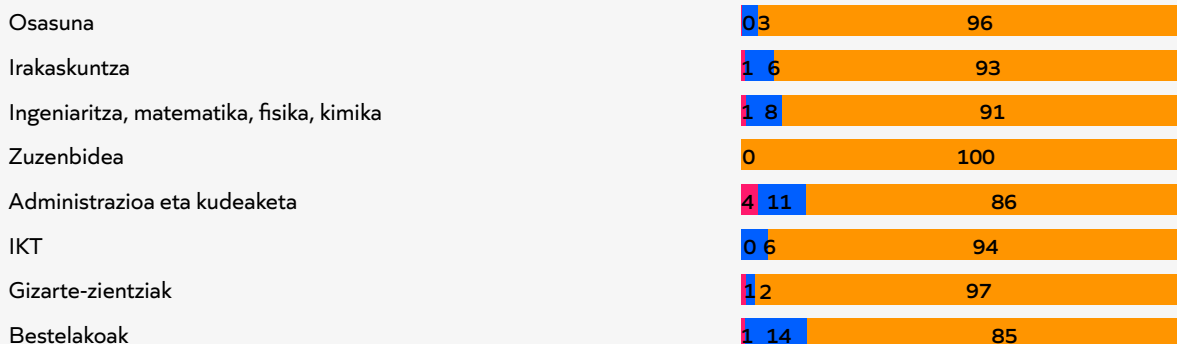 Osasuna 0 3 96
Irakaskuntza 1 6 93
Ingeniaritza, matematika, fisika, kimika 1 8 91
Zuzenbidea 0 100
Administrazioa eta kudeaketa 4 11 86
IKT 0 6 94
Gizarte-zientziak 1 2 97
Bestelakoak 1 14 85